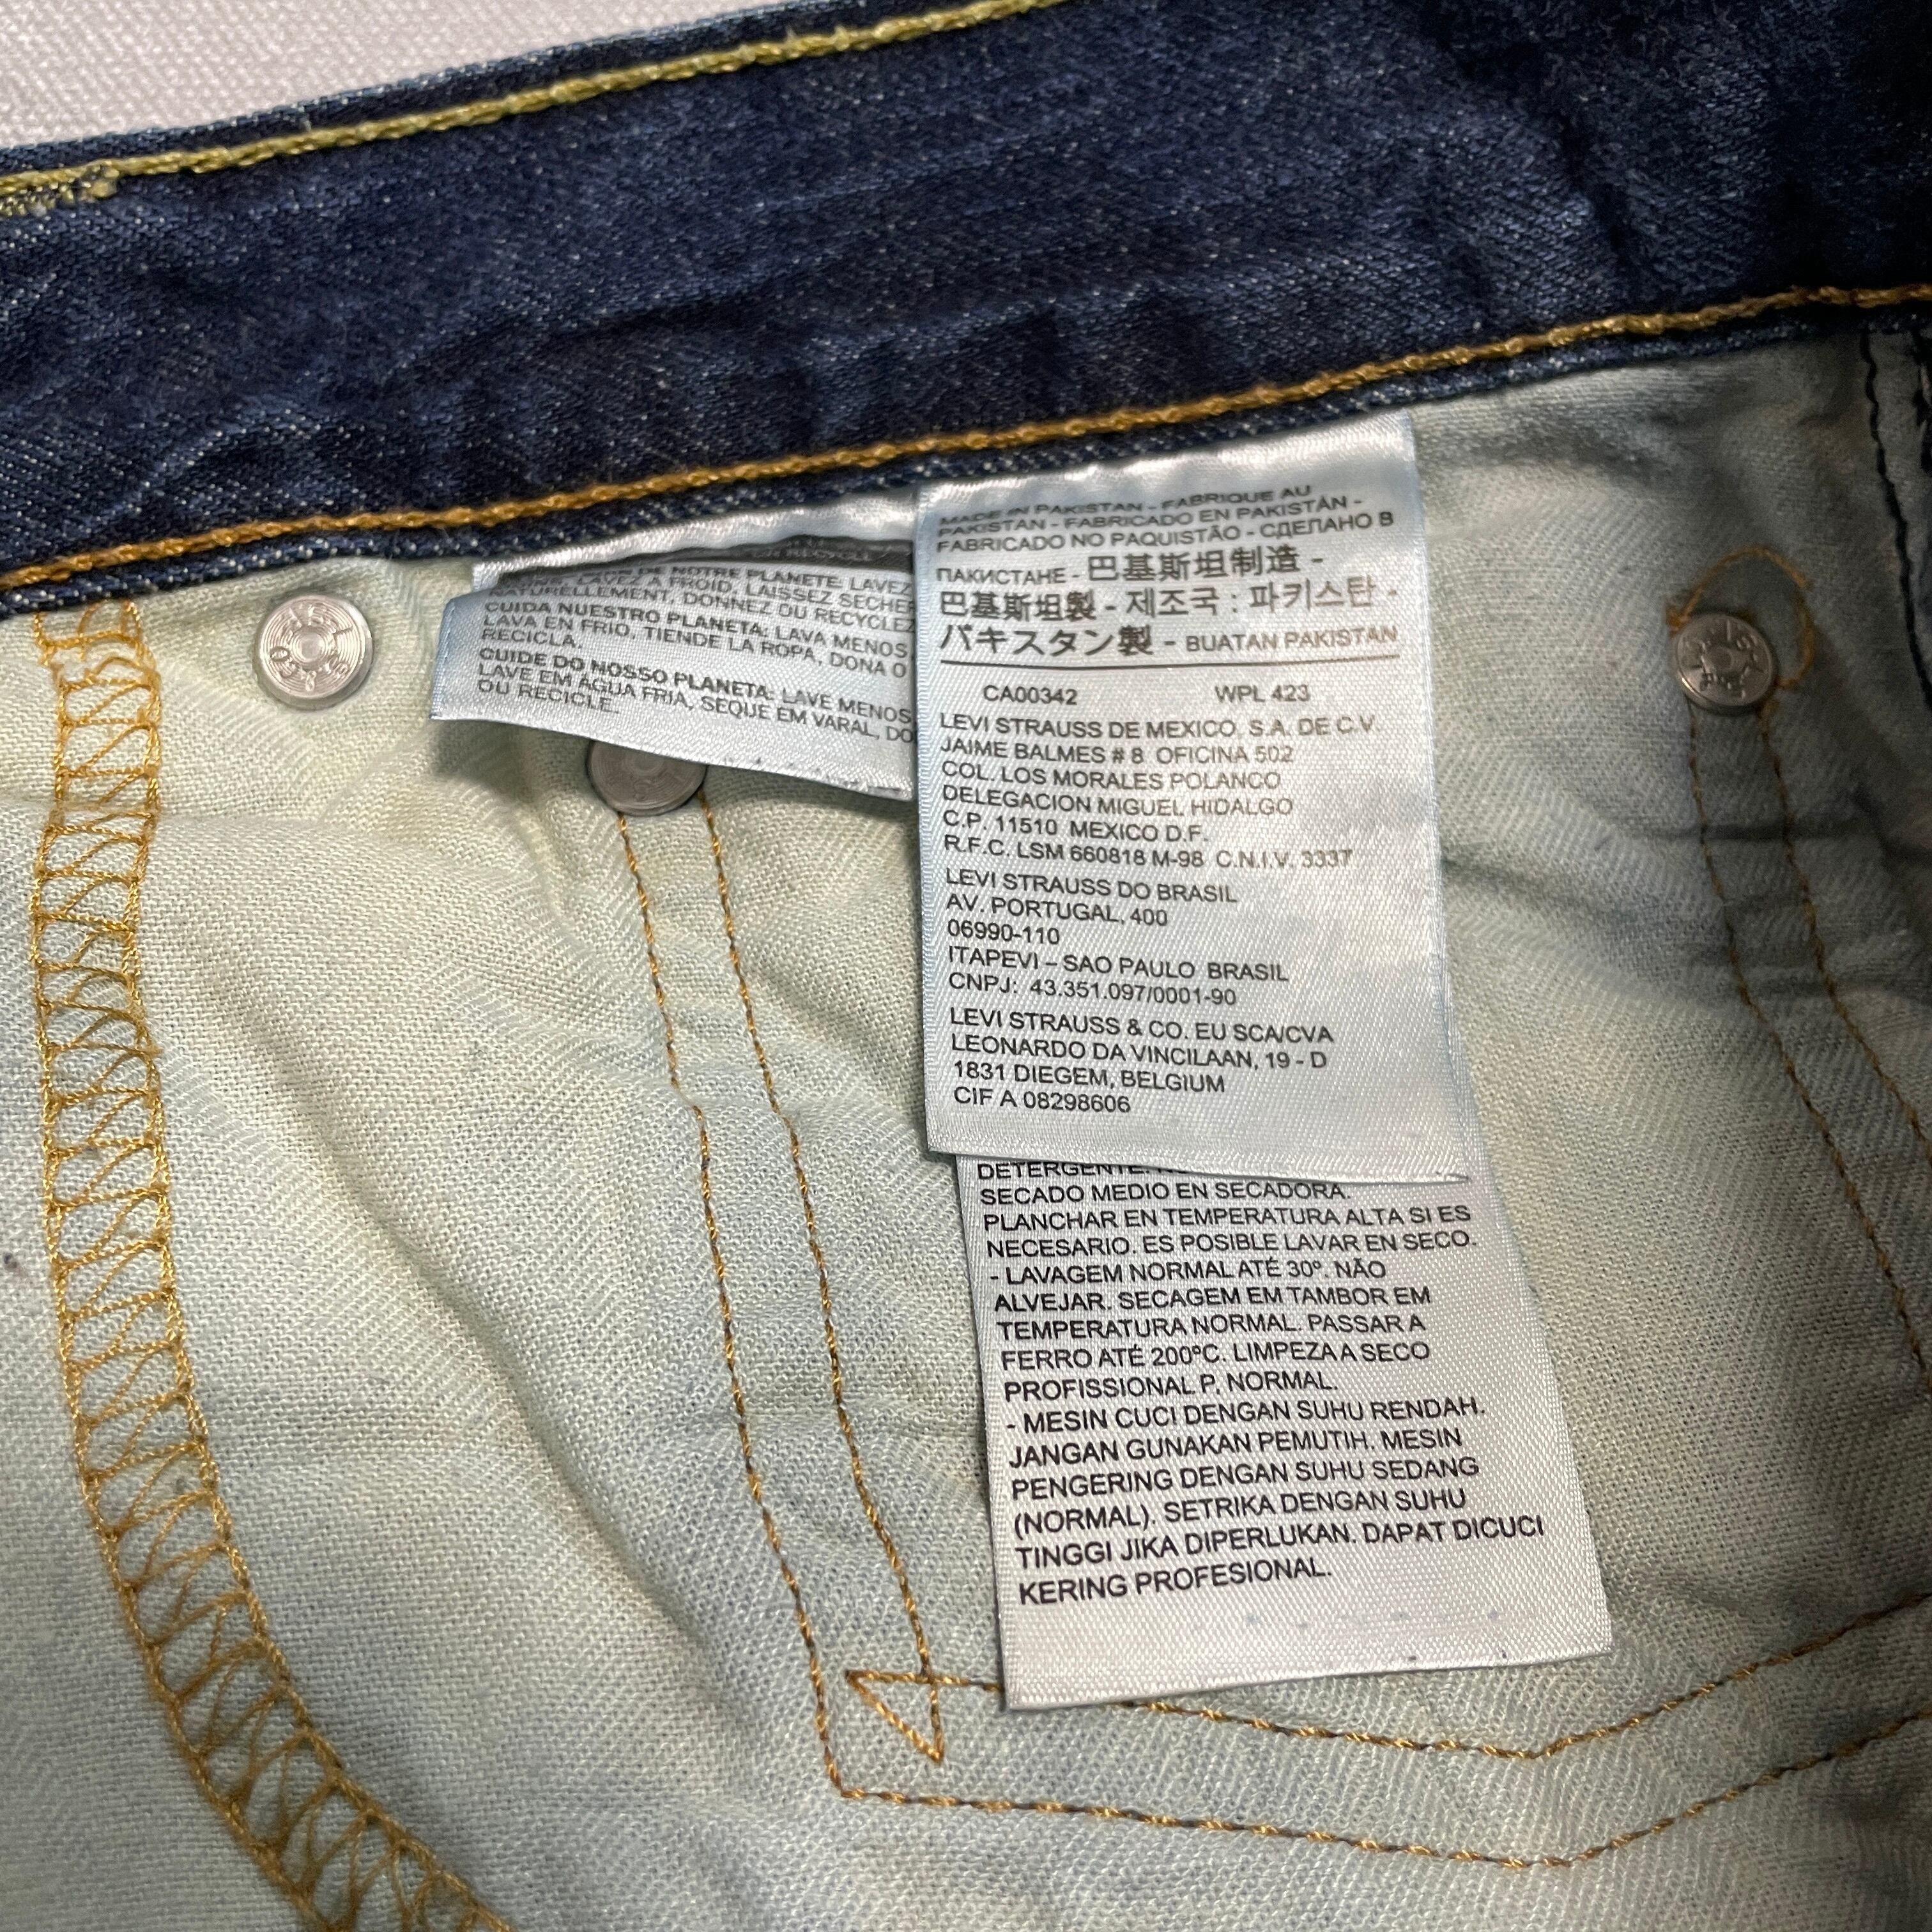 DE NOTRE PLANETE: LAVEZ
LAVEZ A FROID, LAISSEZ SECHER
NATURELLEMENT, DONNEZ OU RECYCLEZ
CUIDA NUESTRO PLANETA: LAVA MENOS
LAVA EN FRIO, TIENDE LA ROPA, DONA O
RECICLA.
CUIDE DO NOSSO PLANETA: LAVE MENOS,
LAVE EM AGUA FRIA, SEQUE EM VARAL, DO
OU RECICLE.
MADE IN PAKISTAN - FABRIQUE AU
PAKISTAN - FABRICADO EN PAKISTÁN -
FABRICADO NO PAQUISTÃO - СДЕЛАНО В
ПАКИСТАНЕ - 巴基斯坦制造 -
巴基斯坦製 - 제조국 : 파키스탄 -
パキスタン製 - BUATAN PAKISTAN
CA00342 WPL 423
LEVI STRAUSS DE MEXICO, S.A. DE C.V.
JAIME BALMES # 8 OFICINA 502
COL. LOS MORALES POLANCO
DELEGACION MIGUEL HIDALGO
C.P. 11510 MEXICO D.F.
R.F.C. LSM 660818 M-98 C.N.I.V. 3337
LEVI STRAUSS DO BRASIL
AV. PORTUGAL, 400
06990-110
ITAPEVI – SAO PAULO BRASIL
CNPJ: 43.351.097/0001-90
LEVI STRAUSS & CO. EU SCA/CVA
LEONARDO DA VINCILAAN, 19 - D
1831 DIEGEM, BELGIUM
CIF A 08298606
DETERGENTE.
SECADO MEDIO EN SECADORA.
PLANCHAR EN TEMPERATURA ALTA SI ES
NECESARIO. ES POSIBLE LAVAR EN SECO.
- LAVAGEM NORMAL ATÉ 30º. NÃO
ALVEJAR. SECAGEM EM TAMBOR EM
TEMPERATURA NORMAL. PASSAR A
FERRO ATÉ 200ºC. LIMPEZA A SECO
PROFISSIONAL P, NORMAL.
- MESIN CUCI DENGAN SUHU RENDAH.
JANGAN GUNAKAN PEMUTIH. MESIN
PENGERING DENGAN SUHU SEDANG
(NORMAL). SETRIKA DENGAN SUHU
TINGGI JIKA DIPERLUKAN. DAPAT DICUCI
KERING PROFESIONAL.